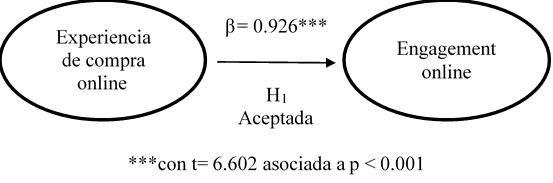 Experiencia
de compra
online
β= 0.926***
H₁
Aceptada
Engagement
online
***con t= 6.602 asociada a p < 0.001